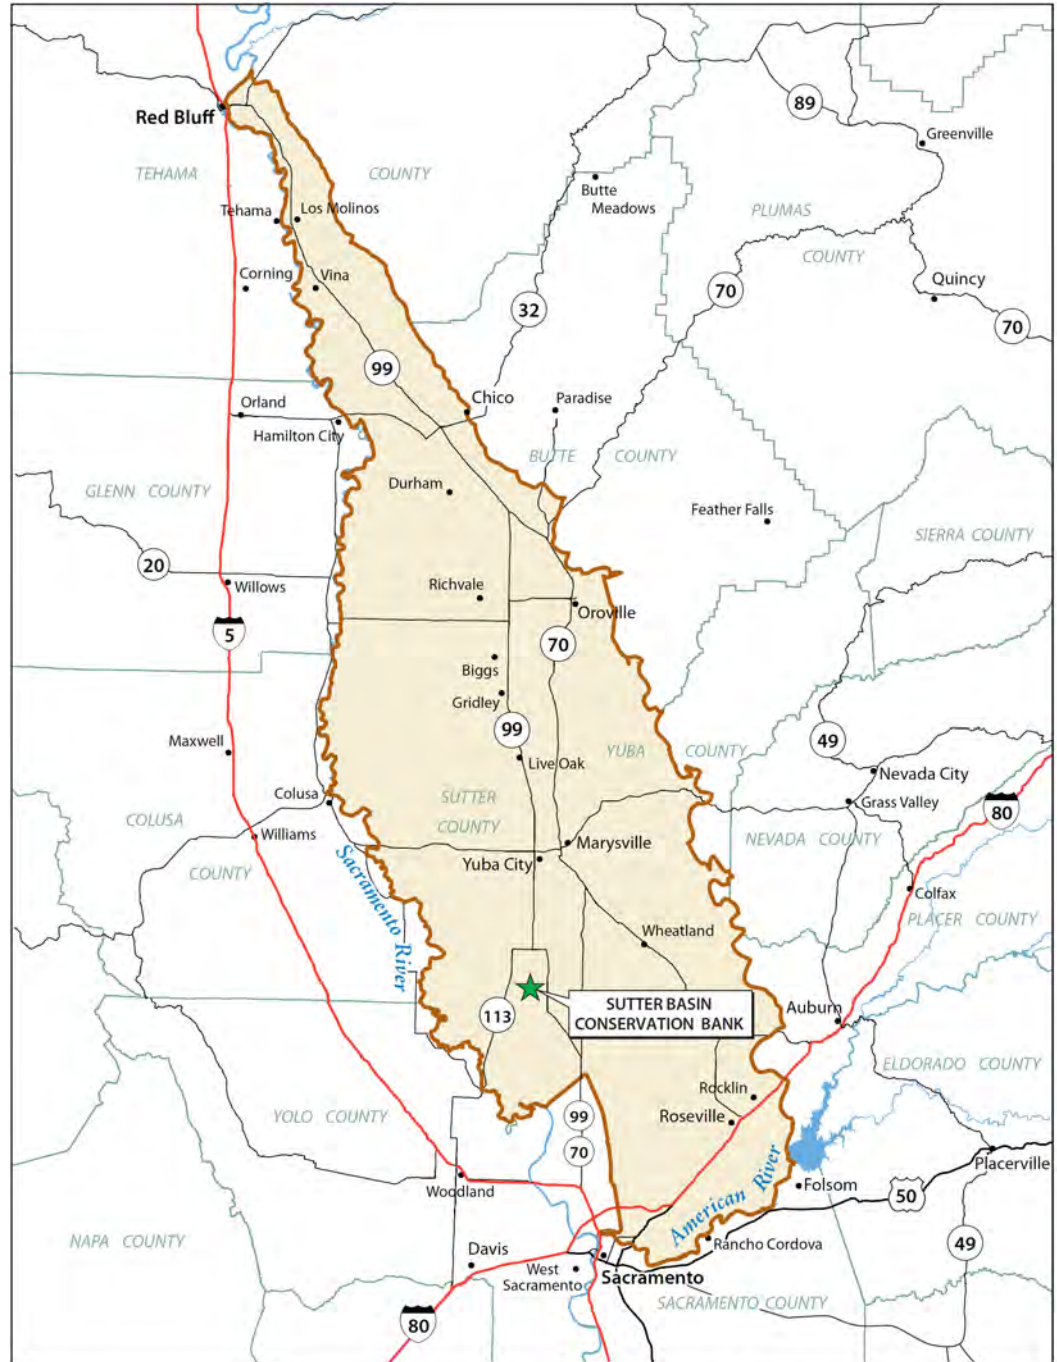 89
Red Bluff
Greenville
TEHAMA
COUNTY
Butte
Meadows
PLUMAS
Tehama
Los Molinos
COUNTY
Corning
Vina
70
Quincy
32
70
99
Orland
Chico
Paradise
Hamilton City
BUTTE
COUNTY
Durham
GLENN COUNTY
Feather Falls
SIERRA COUNTY
20
Willows
Richvale
Oroville
5
70
Biggs
Gridley
99
49
Maxwell
YUBA
COUNTY
Live Oak
Nevada City
Colusa
SUTTER
Grass Valley
80
COLUSA
COUNTY
Williams
Marysville
NEVADA COUNTY
Yuba City
COUNTY
Sacramento River
Colfax
PLACER COUNTY
Wheatland
SUTTER BASIN
CONSERVATION BANK
Auburn
113
ELDORADO COUNTY
Rocklin
YOLO COUNTY
99
Roseville
70
American River
Placerville
Woodland
Folsom
50
NAPA COUNTY
Davis
Rancho Cordova
49
West
Sacramento
Sacramento
SACRAMENTO COUNTY
80